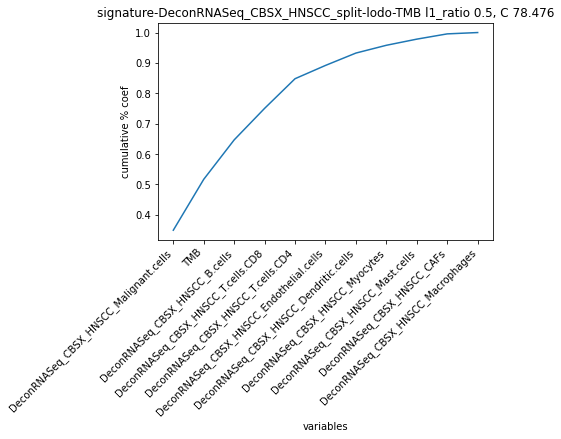 signature-DeconRNASeq_CBSX_HNSCC_split-lodo-TMB l1_ratio 0.5, C 78.476
1.0
0.9
0.8
0.7
0.6
0.5
0.4
cumulative % coef
DeconRNASeq_CBSX_HNSCC_Malignant.cells
TMB
DeconRNASeq_CBSX_HNSCC_B.cells
DeconRNASeq_CBSX_HNSCC_T.cells.CD8
DeconRNASeq_CBSX_HNSCC_T.cells.CD4
DeconRNASeq_CBSX_HNSCC_Endothelial.cells
DeconRNASeq_CBSX_HNSCC_Dendritic.cells
DeconRNASeq_CBSX_HNSCC_Myocytes
DeconRNASeq_CBSX_HNSCC_Mast.cells
DeconRNASeq_CBSX_HNSCC_CAFs
DeconRNASeq_CBSX_HNSCC_Macrophages
variables